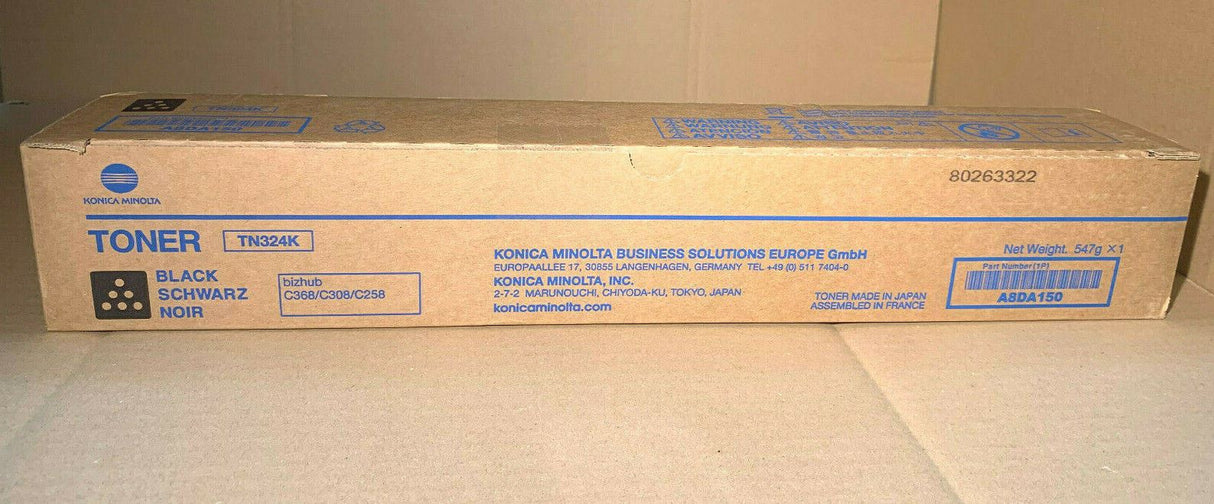 TN324K
A8DA150
WARNING
80263322
KONICA MINOLTA
TONER TN324K
BLACK
SCHWARZ
NOIR
bizhub
C368/C308/C258
KONICA MINOLTA BUSINESS SOLUTIONS EUROPE GmbH
EUROPAALLEE 17, 30855 LANGENHAGEN, GERMANY TEL +49 (0) 511 7404-0
KONICA MINOLTA, INC.
2-7-2 MARUNOUCHI, CHIYODA-KU, TOKYO, JAPAN
konicaminolta.com
TONER MADE IN JAPAN
ASSEMBLED IN FRANCE
Net Weight. 547g ×1
Part Number(1P)
A8DA150